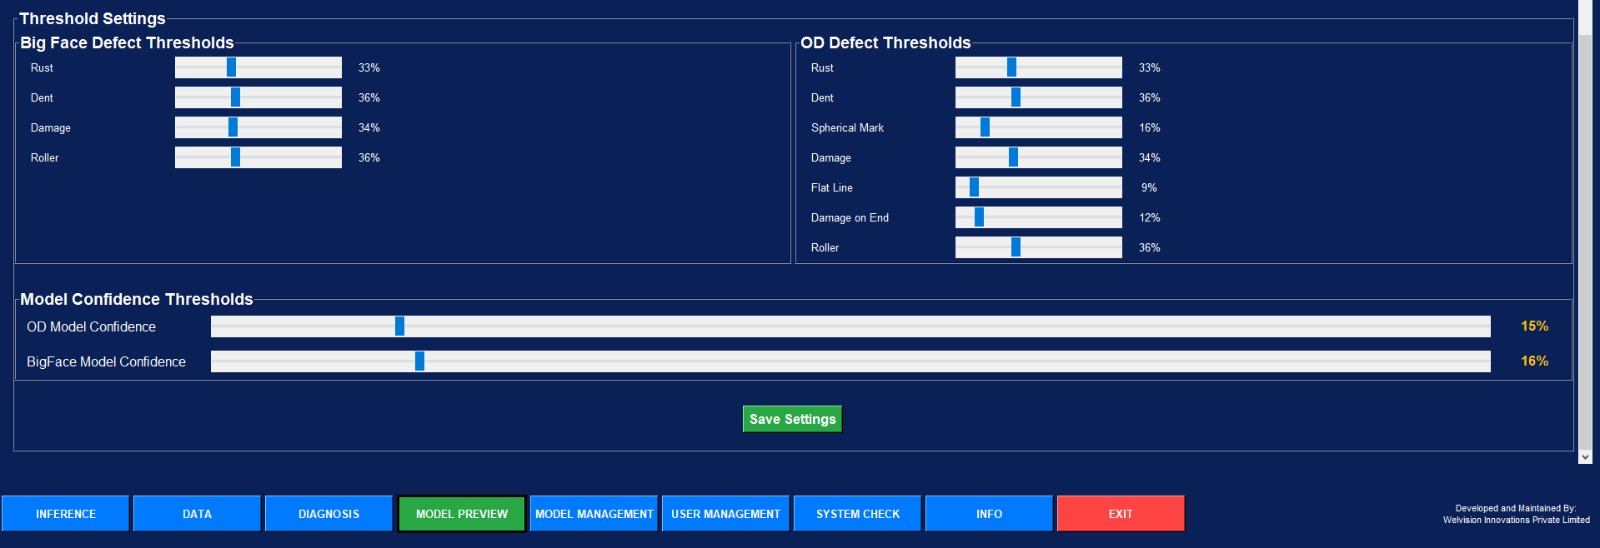 Threshold Settings
Big Face Defect Thresholds
Rust 33%
Dent 36%
Damage 34%
Roller 36%
OD Defect Thresholds
Rust 33%
Dent 36%
Spherical Mark 16%
Damage 34%
Flat Line 9%
Damage on End 12%
Roller 36%
Model Confidence Thresholds
OD Model Confidence 15%
BigFace Model Confidence 16%
Save Settings
INFERENCE DATA DIAGNOSIS MODEL PREVIEW MODEL MANAGEMENT USER MANAGEMENT SYSTEM CHECK INFO EXIT
Developed and Maintained By:
Welvision Innovations Private Limited